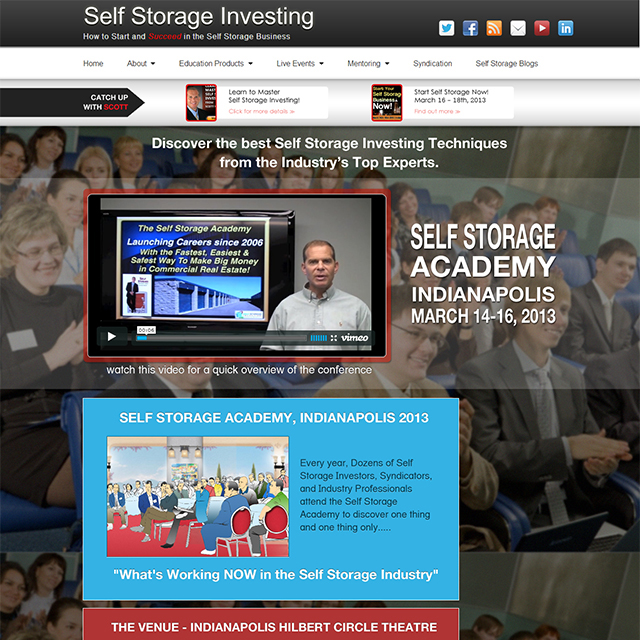 Self Storage Investing
How to Start and Succeed in the Self Storage Business
Home
About
Education Products
Live Events
Mentoring
Syndication
Self Storage Blogs
CATCH UP
WITH SCOTT
Learn to Master
Self Storage Investing!
Click for more details »
Start Self Storage Now!
March 16 - 18th, 2013
Find out more »
Discover the best Self Storage Investing Techniques
from the Industry's Top Experts.
The Self Storage Academy
Launching Careers since 2006
With the Fastest, Easiest &
Safest Way To Make Big Money
in Commercial Real Estate!
00:06
vimeo
SELF STORAGE
ACADEMY
INDIANAPOLIS
MARCH 14-16, 2013
watch this video for a quick overview of the conference
SELF STORAGE ACADEMY, INDIANAPOLIS 2013
Every year, Dozens of Self
Storage Investors, Syndicators,
and Industry Professionals
attend the Self Storage
Academy to discover one thing
and one thing only.....
"What's Working NOW in the Self Storage Industry"
THE VENUE - INDIANAPOLIS HILBERT CIRCLE THEATRE